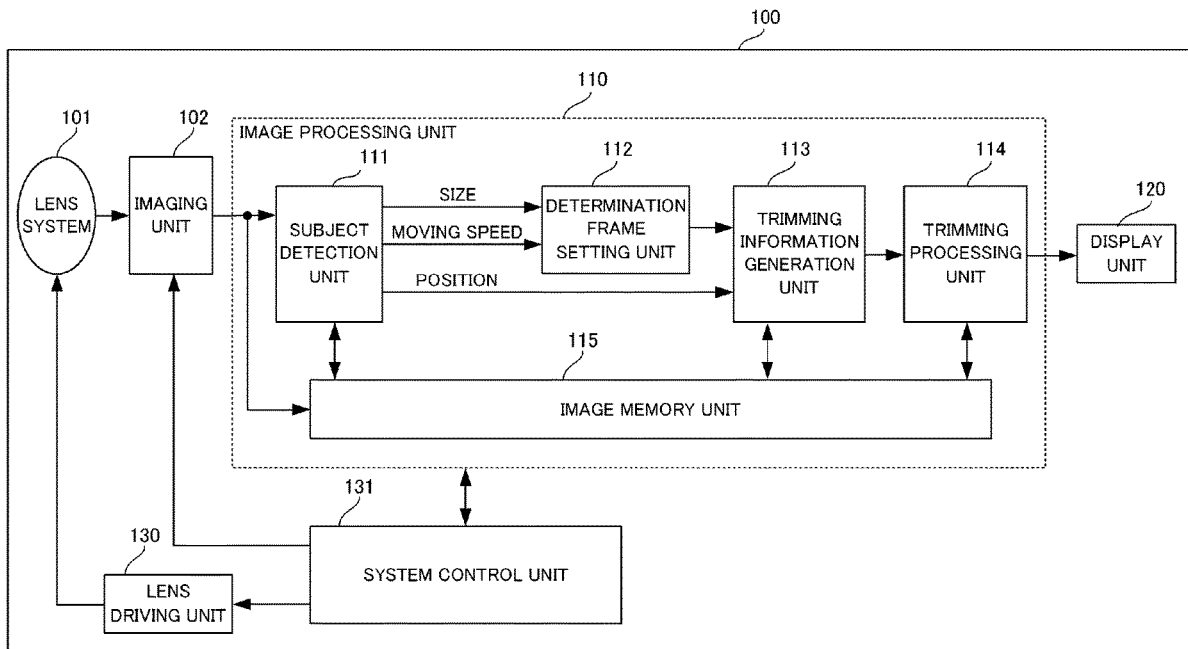 100
110
101
102
IMAGE PROCESSING UNIT
111
112
113
114
120
LENS
SYSTEM
IMAGING
UNIT
SUBJECT
DETECTION
UNIT
SIZE
MOVING SPEED
POSITION
DETERMINATION
FRAME
SETTING UNIT
TRIMMING
INFORMATION
GENERATION
UNIT
TRIMMING
PROCESSING
UNIT
DISPLAY
UNIT
115
IMAGE MEMORY UNIT
131
SYSTEM CONTROL UNIT
130
LENS
DRIVING UNIT